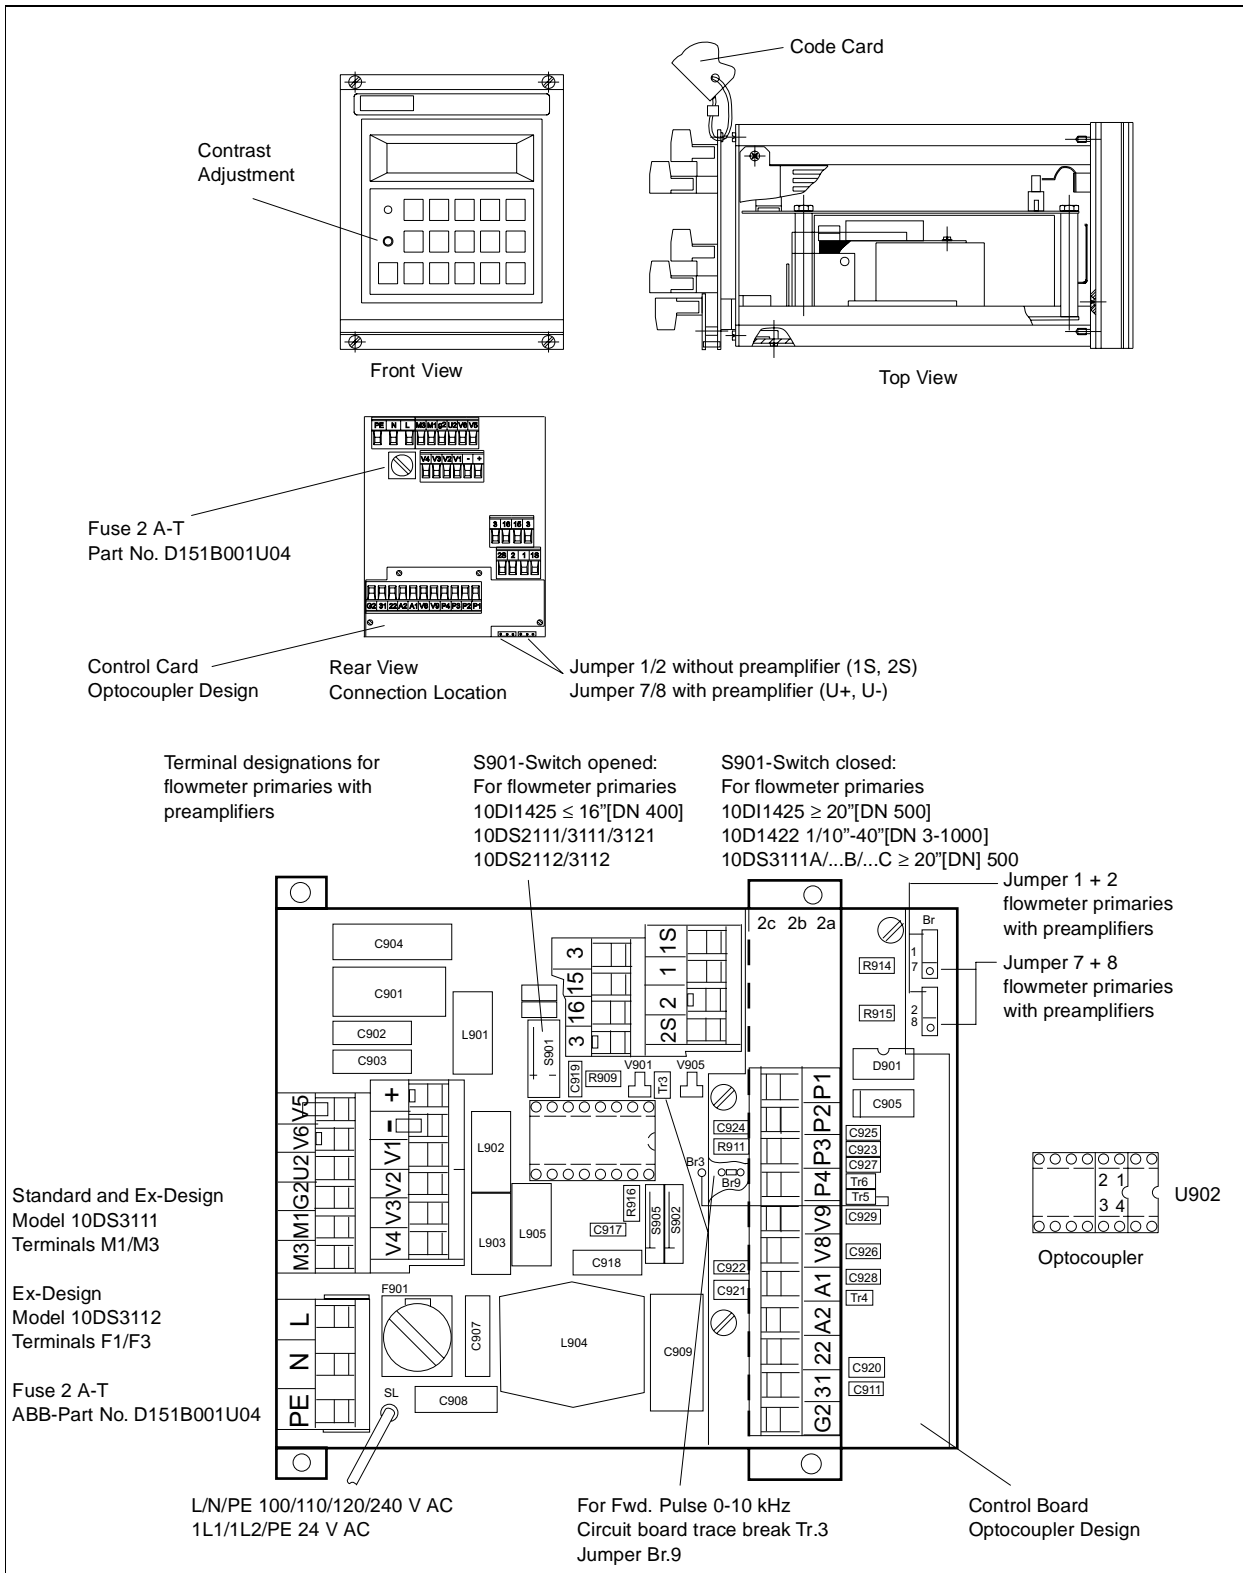 Code Card
Contrast
Adjustment
Front View
Top View
PE N L M3 M1 g2 U2 V6 V5
V4 V3 V2 V1 - +
Fuse 2 A-T
Part No. D151B001U04
3 16 15 3
2S 2 1 1S
G2 31 22 A2 A1 V8 V9 P4 P3 P2 P1
Control Card
Optocoupler Design
Rear View
Connection Location
Jumper 1/2 without preamplifier (1S, 2S)
Jumper 7/8 with preamplifier (U+, U-)
Terminal designations for
flowmeter primaries with
preamplifiers
S901-Switch opened:
For flowmeter primaries
10DI1425 ≤ 16”[DN 400]
10DS2111/3111/3121
10DS2112/3112
S901-Switch closed:
For flowmeter primaries
10DI1425 ≥ 20”[DN 500]
10D1422 1/10”-40”[DN 3-1000]
10DS3111A/...B/...C ≥ 20”[DN] 500
Jumper 1 + 2
flowmeter primaries
with preamplifiers
Jumper 7 + 8
flowmeter primaries
with preamplifiers
2c 2b 2a
Br
1
7
2
8
R914
R915
D901
C905
C904
C901
C902
C903
L901
S901
3 15 16 3
1S 1 2 2S
C919
R909
V901
Tr3
V905
C924
R911
Br3
Br9
P1 P2 P3 P4 V9 V8 A1 A2 22 31 G2
C925
C923
C927
Tr6
Tr5
C929
C926
C928
Tr4
C920
C911
V5 V6 U2 G2 M1 M3
+ - V1 V2 V3 V4
L902
L903
L905
R916
C917
S905
S902
C918
C922
C921
L N PE
F901
SL
C907
C908
L904
C909
2 1
3 4
U902
Optocoupler
Standard and Ex-Design
Model 10DS3111
Terminals M1/M3
Ex-Design
Model 10DS3112
Terminals F1/F3
Fuse 2 A-T
ABB-Part No. D151B001U04
L/N/PE 100/110/120/240 V AC
1L1/1L2/PE 24 V AC
For Fwd. Pulse 0-10 kHz
Circuit board trace break Tr.3
Jumper Br.9
Control Board
Optocoupler Design